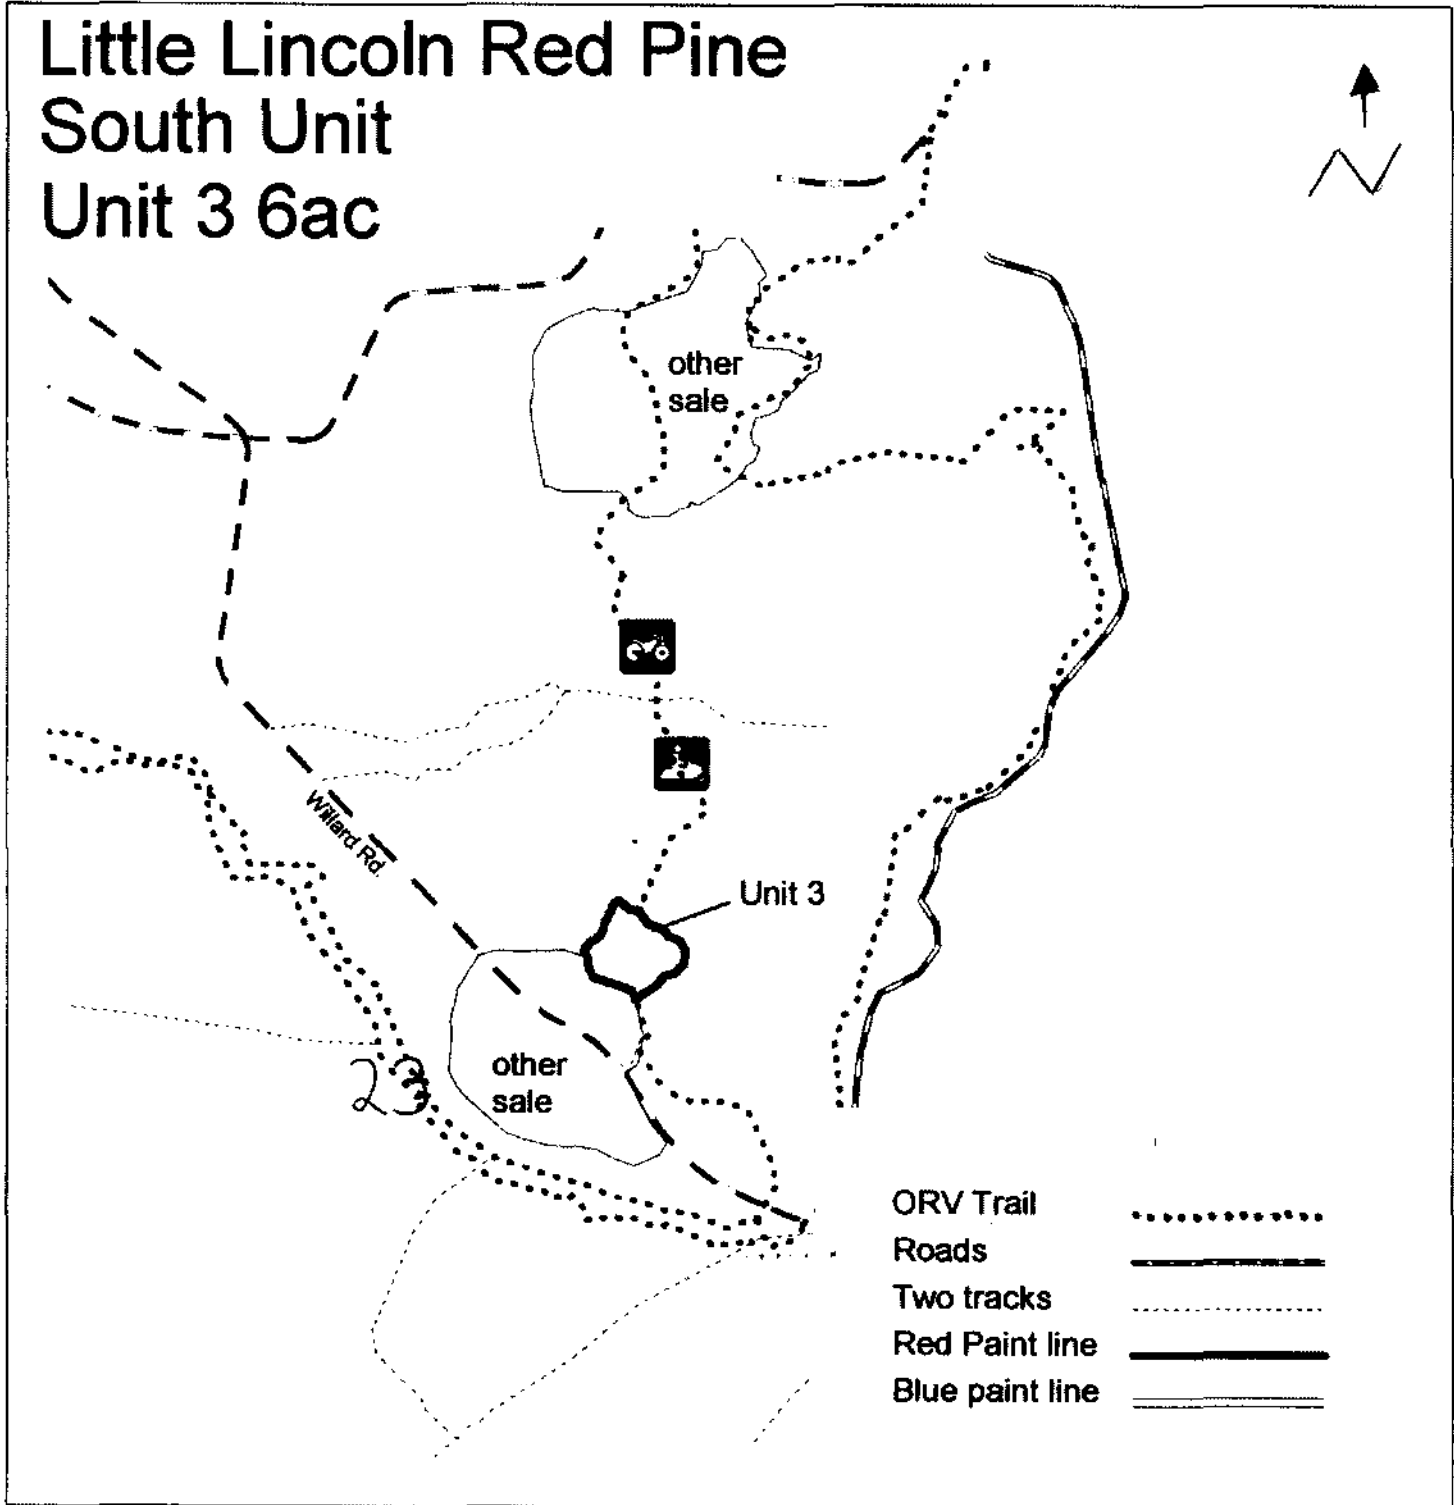 Little Lincoln Red Pine
South Unit
Unit 3 6ac
N
other
sale
Willard Rd.
Unit 3
other
sale
23
ORV Trail
Roads
Two tracks
Red Paint line
Blue paint line